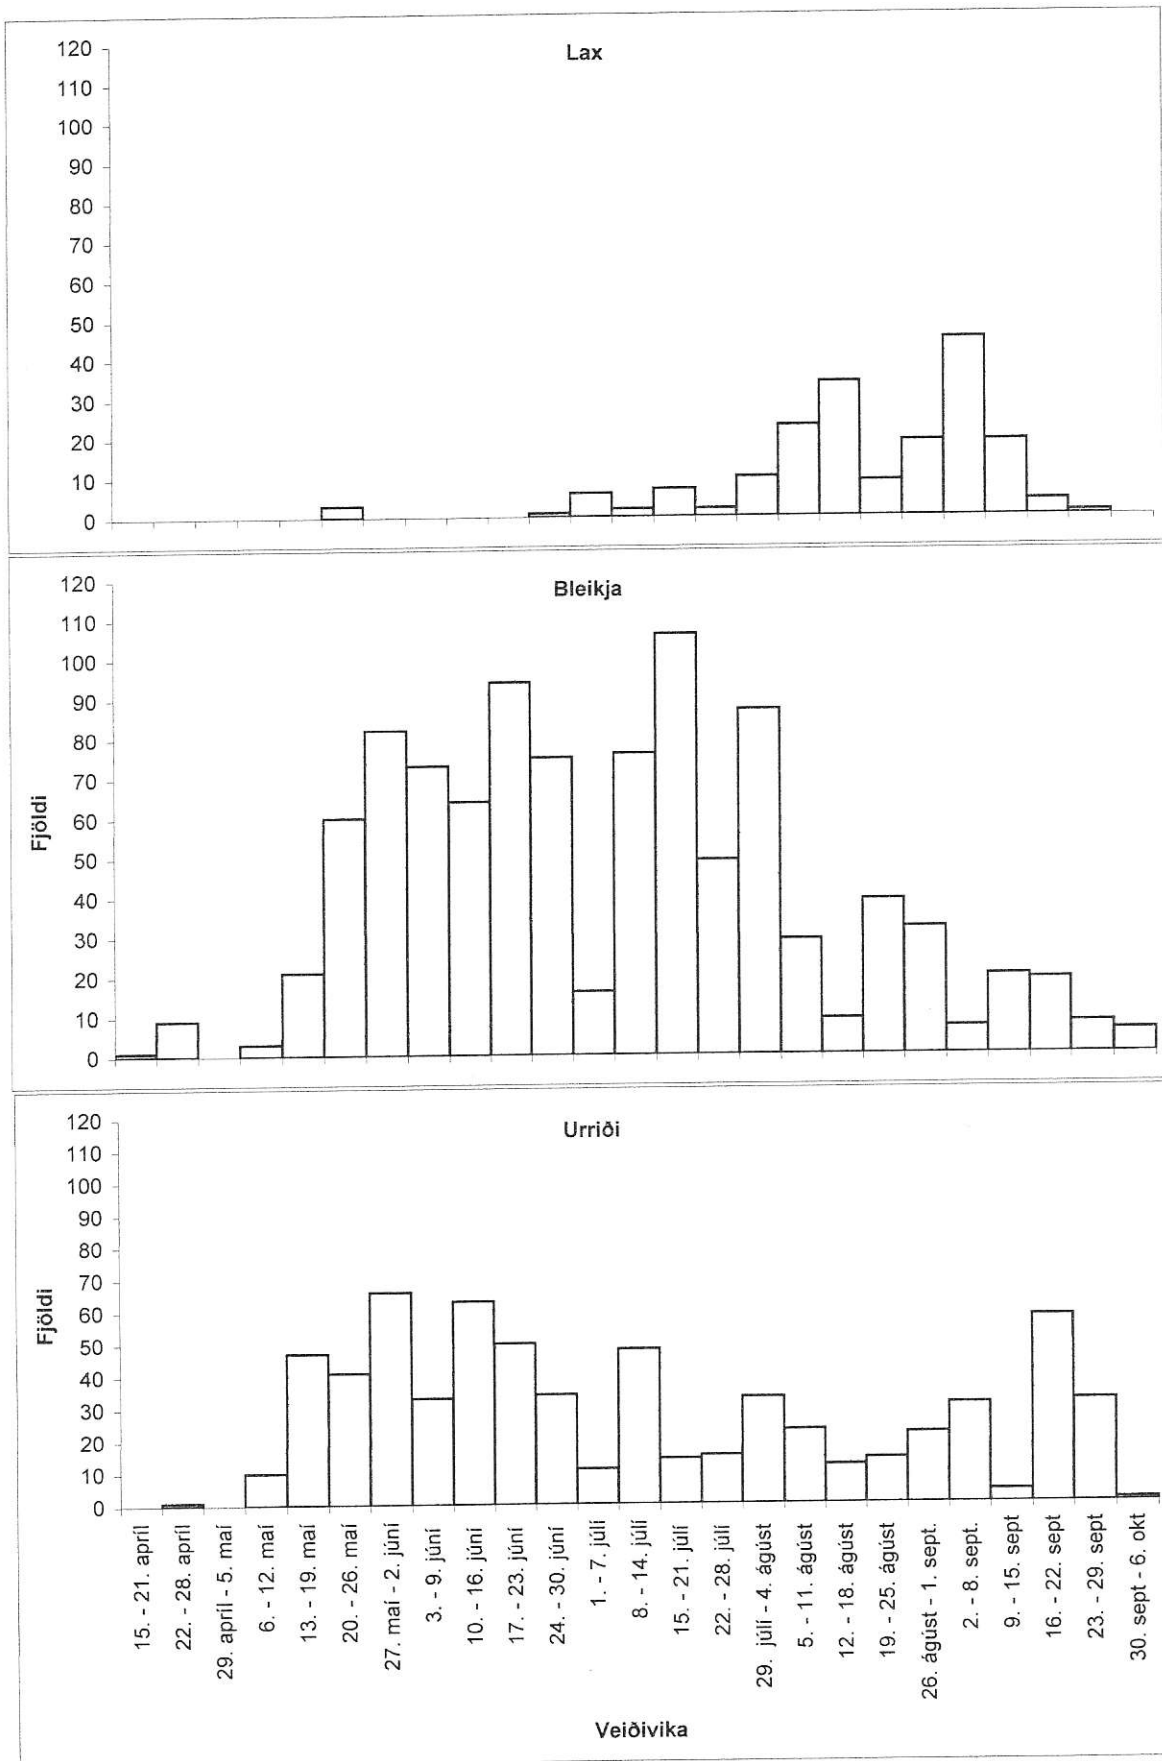 Lax
120
110
100
90
80
70
60
50
40
30
20
10
0
Bleikja
Fjöldi
120
110
100
90
80
70
60
50
40
30
20
10
0
Urriði
Fjöldi
120
110
100
90
80
70
60
50
40
30
20
10
0
15. - 21. apríl
22. - 28. apríl
29. apríl - 5. maí
6. - 12. maí
13. - 19. maí
20. - 26. maí
27. maí - 2. júní
3. - 9. júní
10. - 16. júní
17. - 23. júní
24. - 30. júní
1. - 7. júlí
8. - 14. júlí
15. - 21. júlí
22. - 28. júlí
29. júlí - 4. ágúst
5. - 11. ágúst
12. - 18. ágúst
19. - 25. ágúst
26. ágúst - 1. sept.
2. - 8. sept.
9. - 15. sept
16. - 22. sept
23. - 29. sept
30. sept - 6. okt
Veiðivika